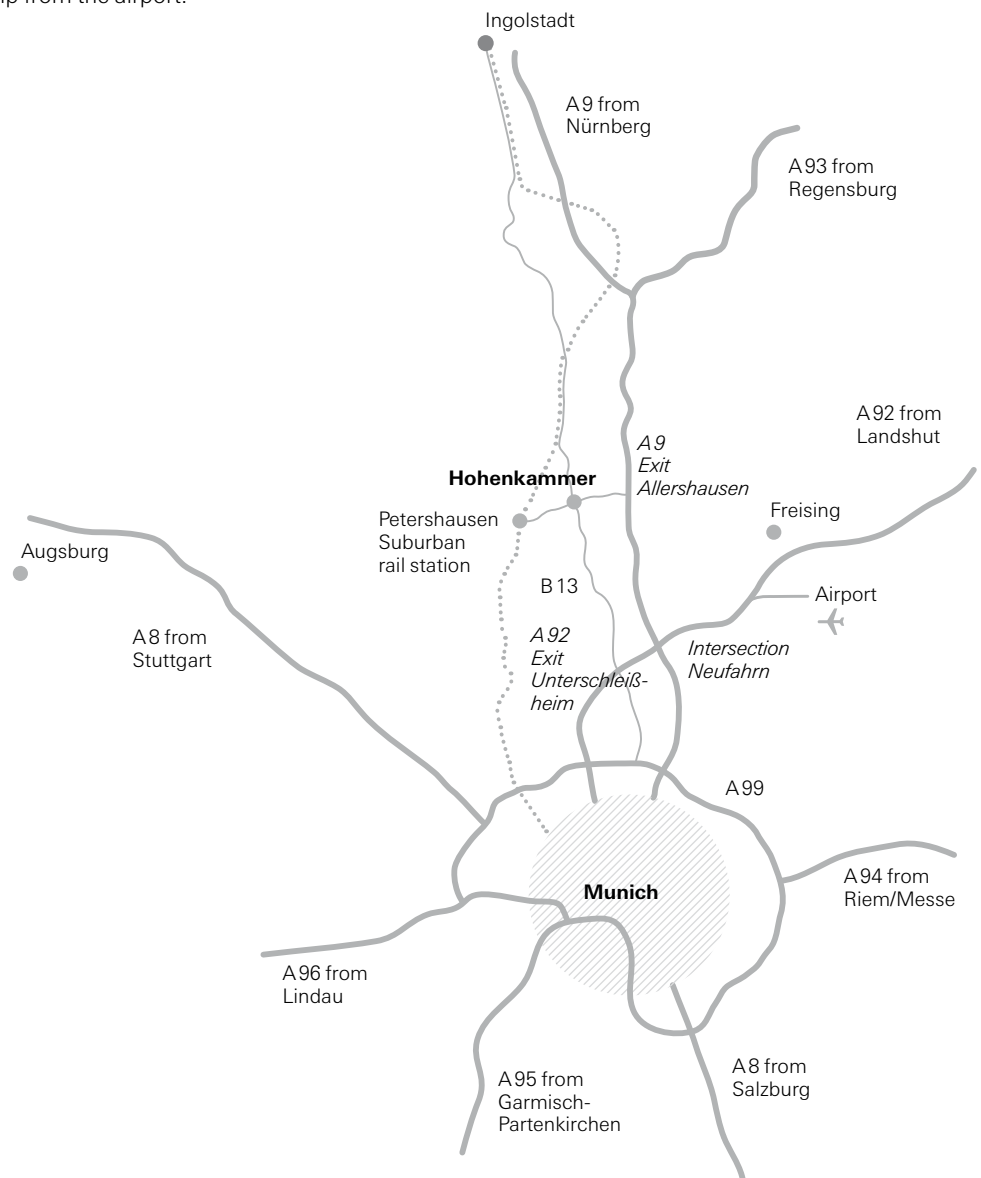 p from the airport.
Ingolstadt
A 9 from
Nürnberg
A 93 from
Regensburg
A 92 from
Landshut
A 9
Exit
Allershausen
Hohenkammer
Freising
Petershausen
Suburban
rail station
Augsburg
B 13
Airport
A 8 from
Stuttgart
A 92
Exit
Unterschleiß-
heim
Intersection
Neufahrn
A 99
A 94 from
Riem/Messe
Munich
A 96 from
Lindau
A 95 from
Garmisch-
Partenkirchen
A 8 from
Salzburg